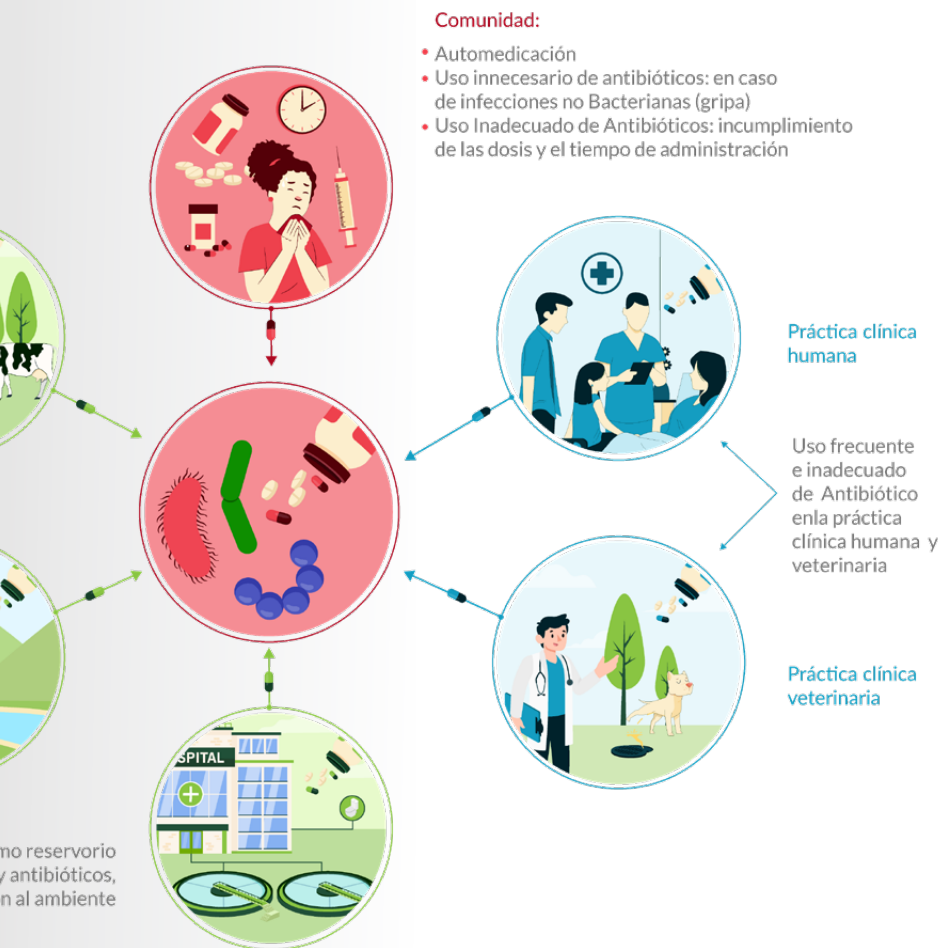 Comunidad:
• Automedicación
• Uso innecesario de antibióticos: en caso
de infecciones no Bacterianas (gripa)
• Uso Inadecuado de Antibióticos: incumplimiento
de las dosis y el tiempo de administración
Práctica clínica
humana
Uso frecuente
e inadecuado
de Antibiótico
enla práctica
clínica humana y
veterinaria
Práctica clínica
veterinaria
SPITAL
mo reservorio
y antibióticos,
n al ambiente